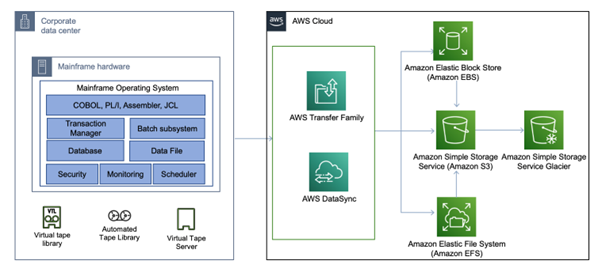 Corporate
data center
Mainframe hardware
Mainframe Operating System
COBOL, PL/I, Assembler, JCL
Transaction
Manager
Batch subsystem
Database
Data File
Security
Monitoring
Scheduler
VTL
Virtual tape
library
Automated
Tape Library
Virtual Tape
Server
aws
AWS Cloud
AWS Transfer Family
AWS DataSync
Amazon Elastic Block Store
(Amazon EBS)
Amazon Simple Storage
Service (Amazon S3)
Amazon Simple Storage
Service Glacier
Amazon Elastic File System
(Amazon EFS)